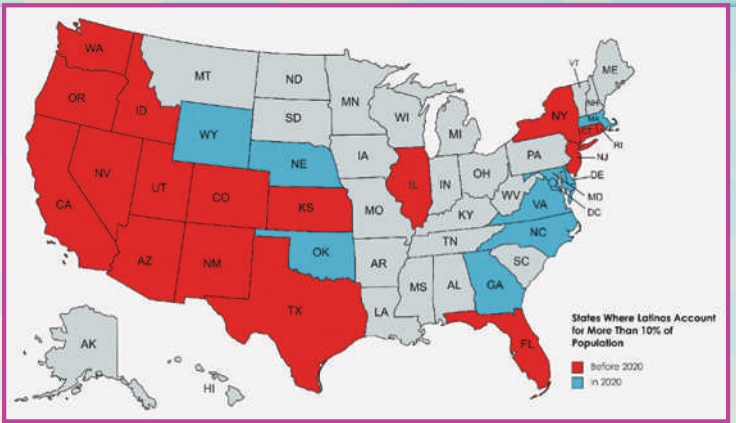 WA
MT
ND
MN
VT
ME
OR
ID
SD
WI
MI
NY
NH
MA
CT
RI
WY
NE
IA
PA
NJ
NV
UT
CO
KS
IL
IN
OH
DE
MD
DC
CA
MO
WV
VA
KY
NC
AZ
NM
OK
AR
TN
SC
MS
AL
GA
TX
LA
FL
AK
HI
States Where Latinos Account
for More Than 10% of
Population
Before 2020
in 2020